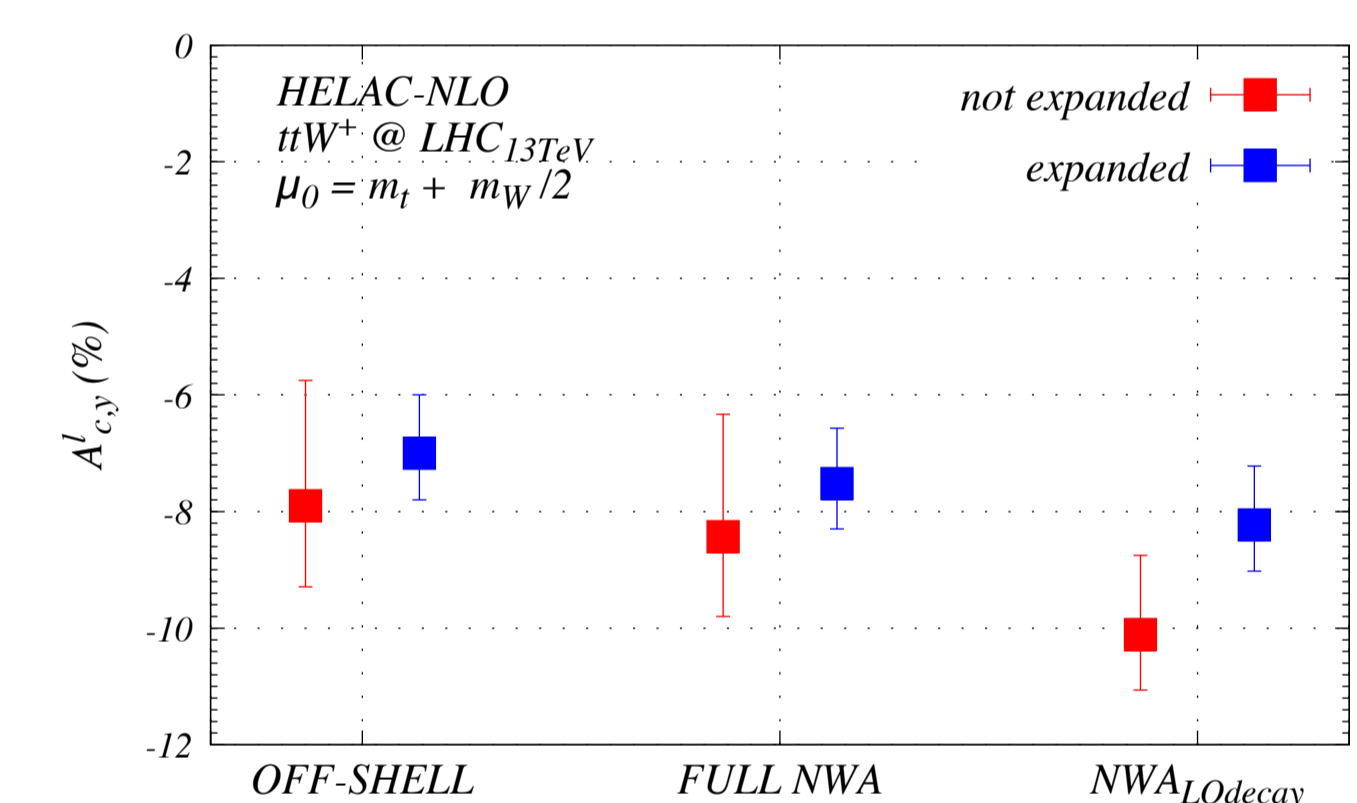 HELAC-NLO
ttW+ @ LHC13TeV
μ0 = mt + mW/2
not expanded
expanded
0
-2
-4
-6
-8
-10
-12
Alc,y (%)
OFF-SHELL FULL NWA NWALOdecay